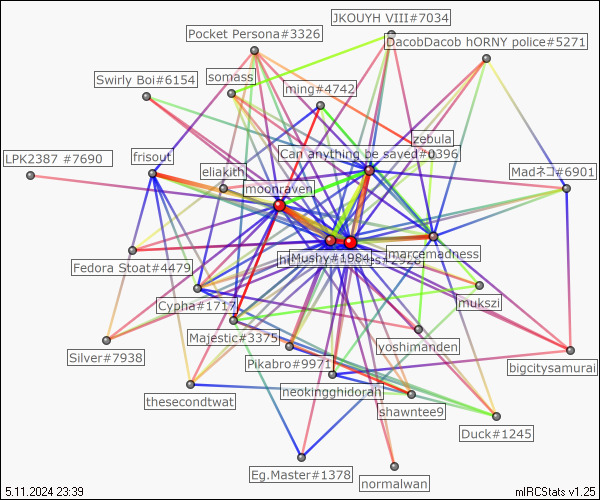 JKOUYH VIII#7034
Pocket Persona#3326
DacobDacob hORNY police#5271
Swirly Boi#6154
somass
ming#4742
zebula
LPK2387 #7690
frisout
Can anything be saved?#0396
eliakith
Madネコ#6901
moonraven
marcemadness
Mushy#1984
Fedora Stoat#4479
mukszi
Cypha#1717
Majestic#3375
yoshimanden
Silver#7938
Pikabro#9971
bigcitysamurai
thesecondtwat
neokingghidorah
shawntee9
Duck#1245
Eg.Master#1378
normalwan
5.11.2024 23:39
mIRCStats v1.25